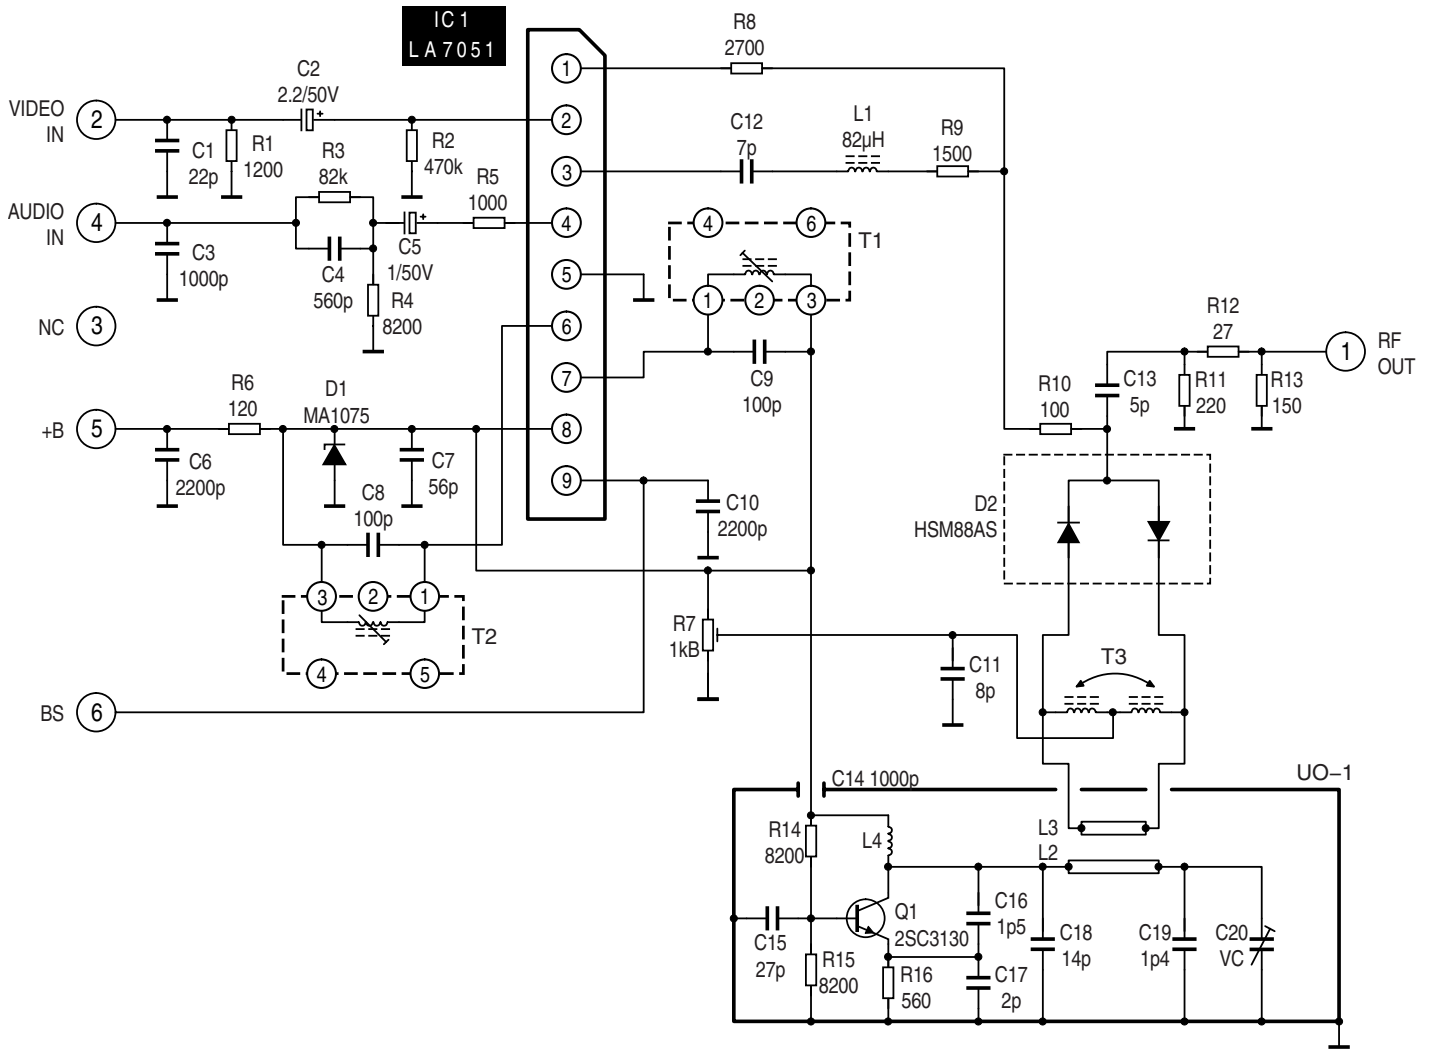 IC1
LA7051
R8
2700
1
C2
2.2/50V
VIDEO
IN
2
+
2
C1
22p
R1
1200
R2
470k
R3
82k
C12
7p
L1
82µH
R9
1500
3
R5
1000
AUDIO
IN
4
+
4
C3
1000p
C4
560p
C5
1/50V
R4
8200
4
6
T1
5
1
2
3
NC
3
6
R12
27
1
RF
OUT
7
C9
100p
R10
100
C13
5p
R11
220
R13
150
R6
120
D1
MA1075
+B
5
8
C6
2200p
C7
56p
C8
100p
9
C10
2200p
D2
HSM88AS
3
2
1
T2
4
5
R7
1kB
C11
8p
T3
BS
6
C14 1000p
UO-1
R14
8200
L4
L3
L2
C15
27p
Q1
2SC3130
C16
1p5
C18
14p
C19
1p4
C20
VC
R15
8200
R16
560
C17
2p